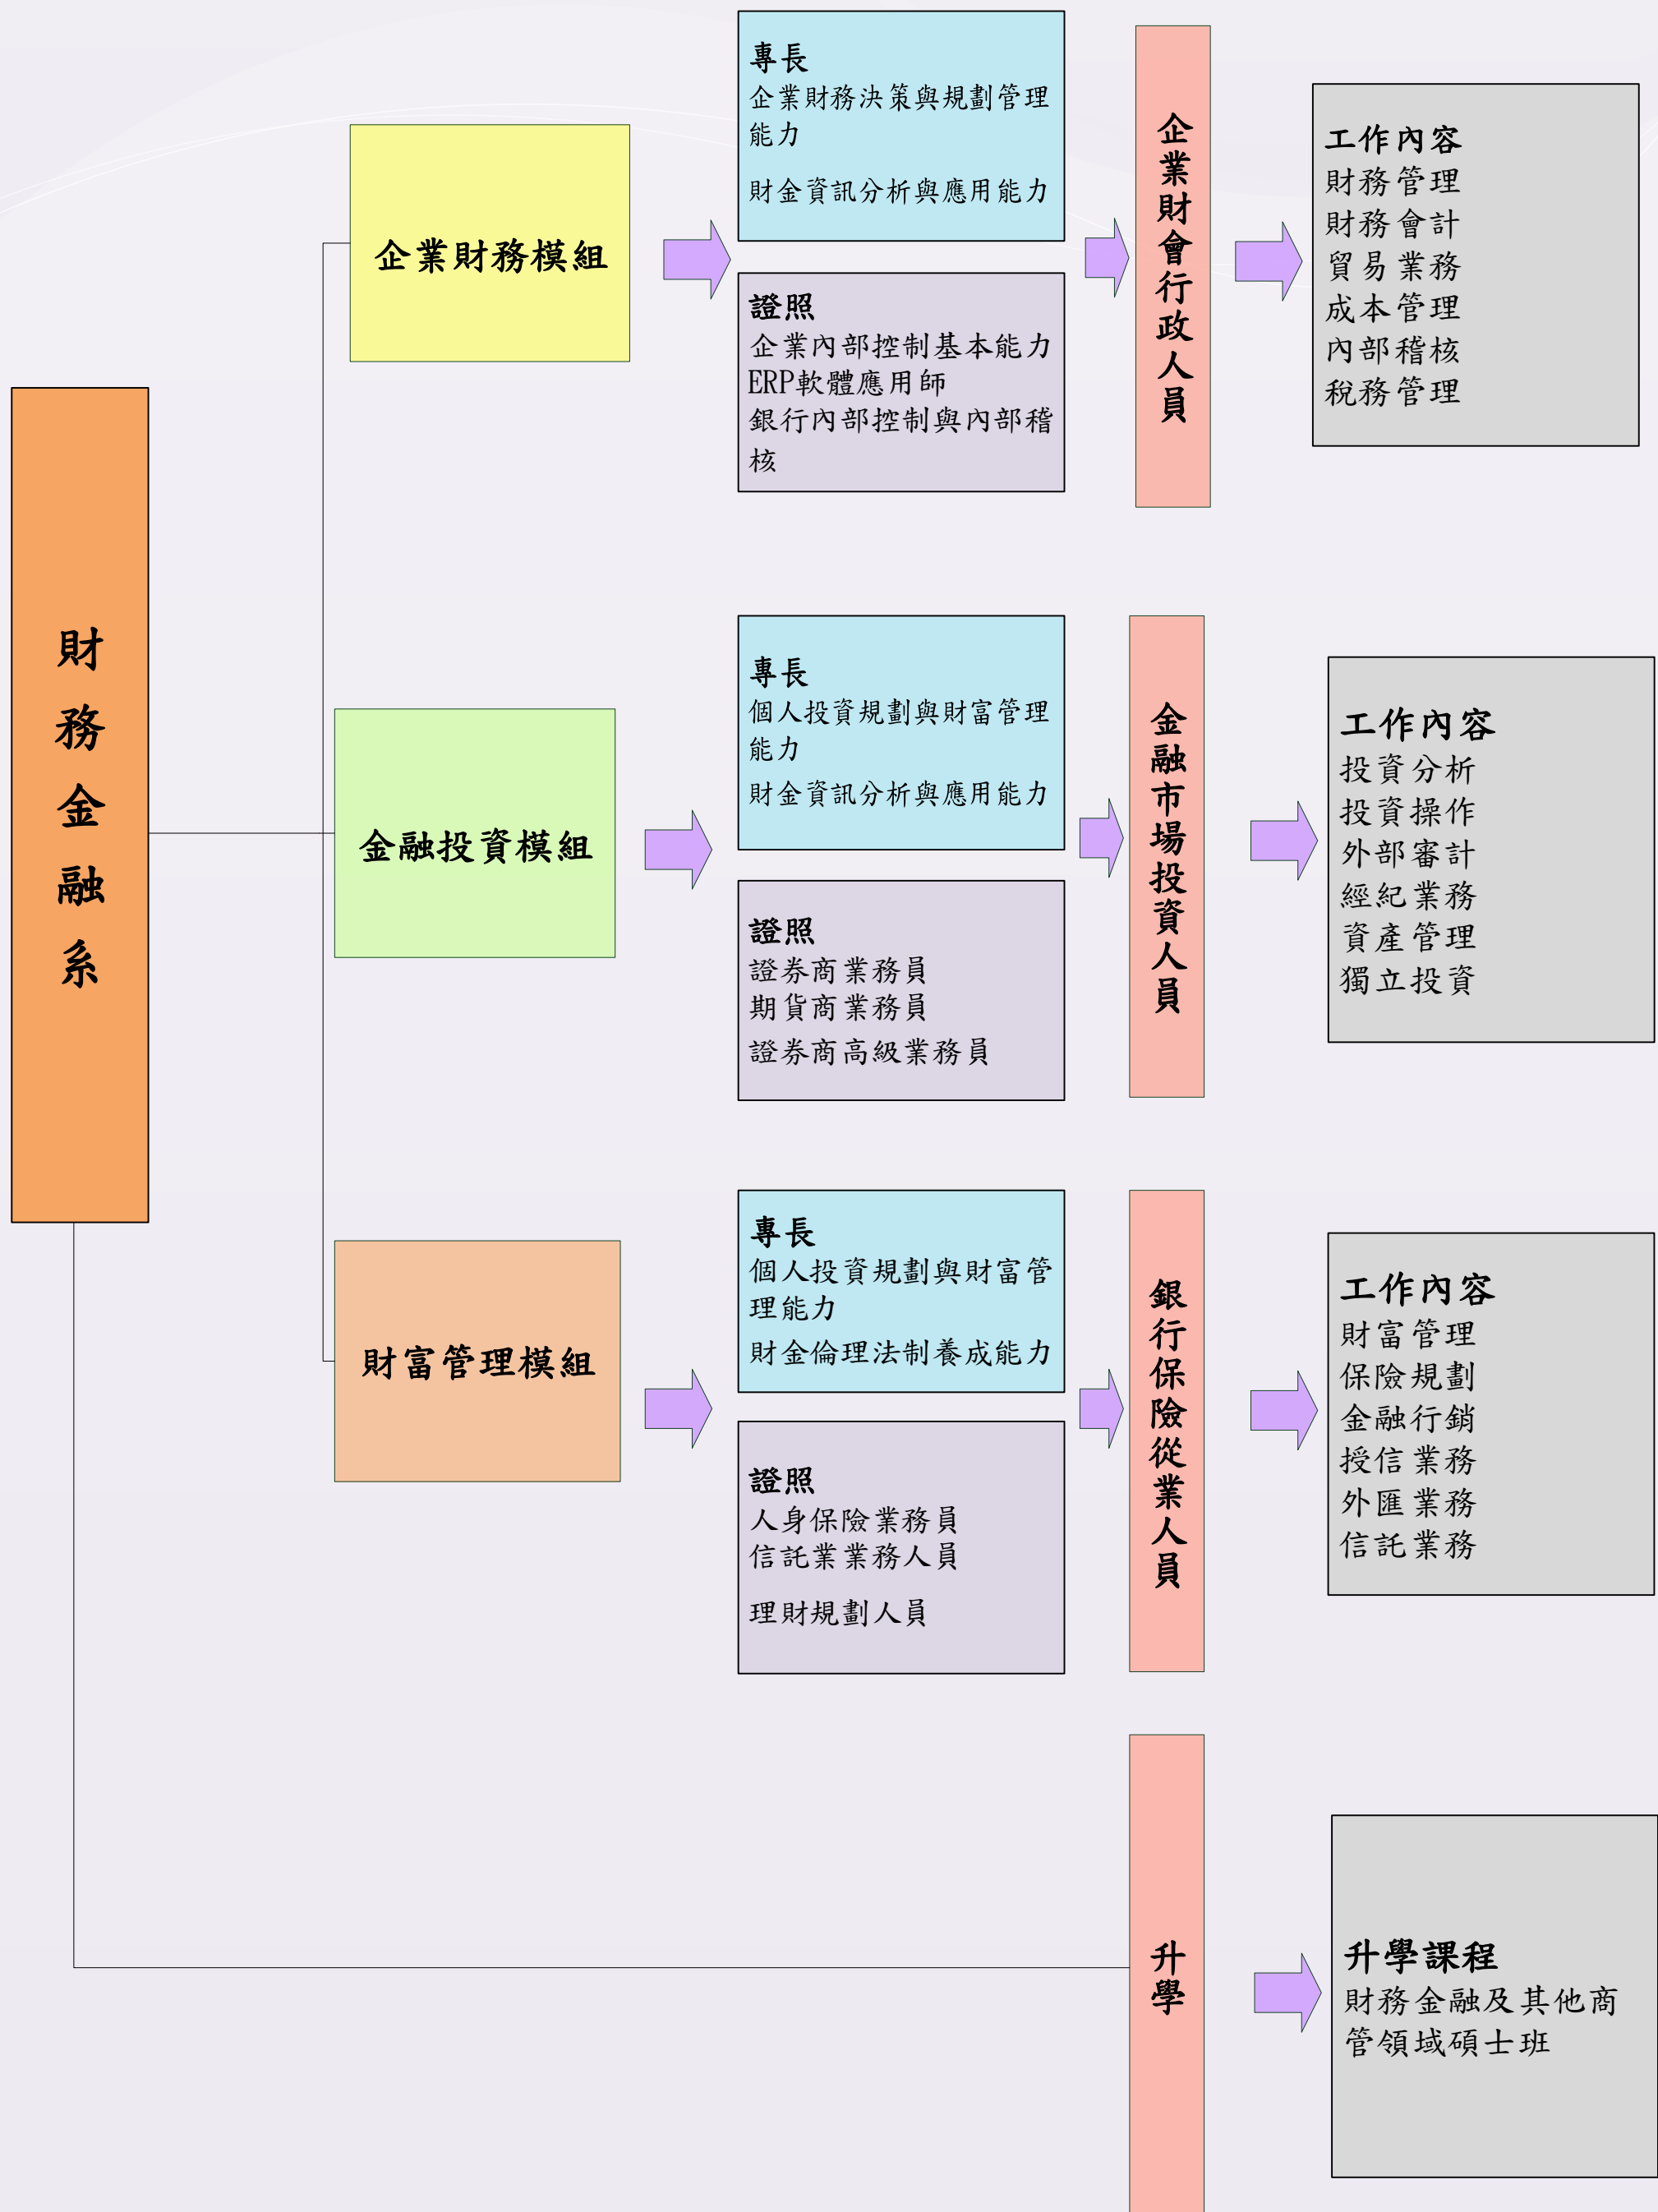 財務金融系
企業財務模組
專長
企業財務決策與規劃管理
能力
財金資訊分析與應用能力
證照
企業內部控制基本能力
ERP軟體應用師
銀行內部控制與內部稽
核
企業財會行政人員
工作內容
財務管理
財務會計
貿易業務
成本管理
內部稽核
稅務管理
金融投資模組
專長
個人投資規劃與財富管理
能力
財金資訊分析與應用能力
證照
證券商業務員
期貨商業務員
證券商高級業務員
金融市場投資人員
工作內容
投資分析
投資操作
外部審計
經紀業務
資產管理
獨立投資
財富管理模組
專長
個人投資規劃與財富管
理能力
財金倫理法制養成能力
證照
人身保險業務員
信託業業務人員
理財規劃人員
銀行保險從業人員
工作內容
財富管理
保險規劃
金融行銷
授信業務
外匯業務
信託業務
升學
升學課程
財務金融及其他商
管領域碩士班